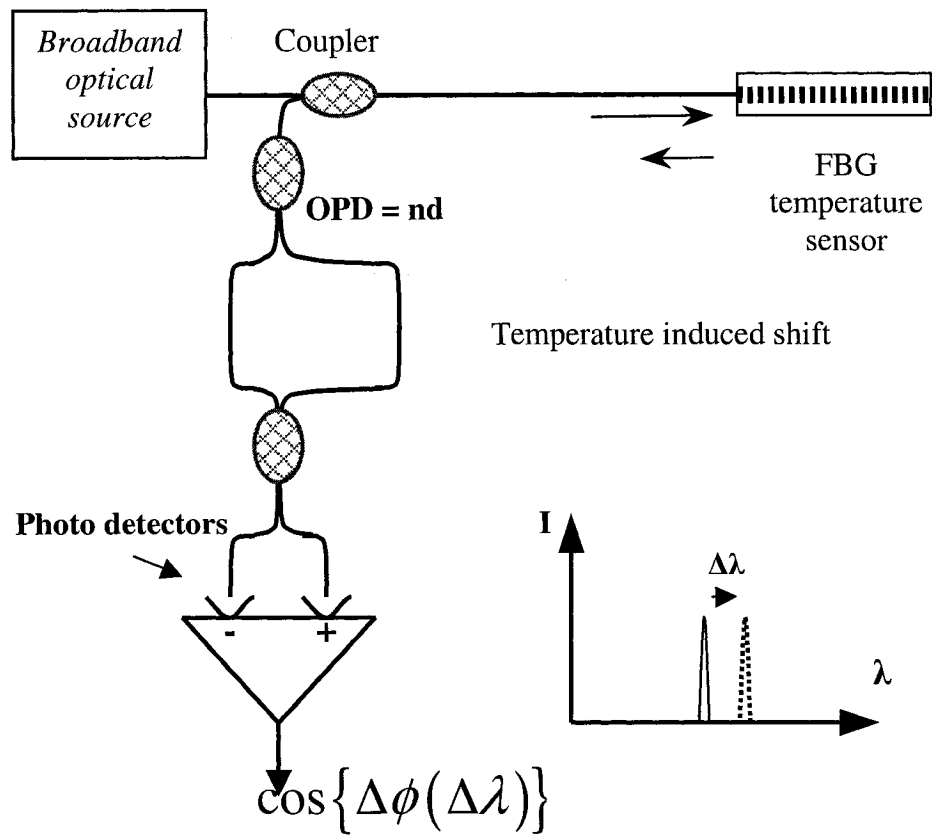 Broadband
optical
source
Coupler
FBG
temperature
sensor
OPD = nd
Temperature induced shift
Photo detectors
- +
I
Δλ
λ
cos{Δϕ(Δλ)}